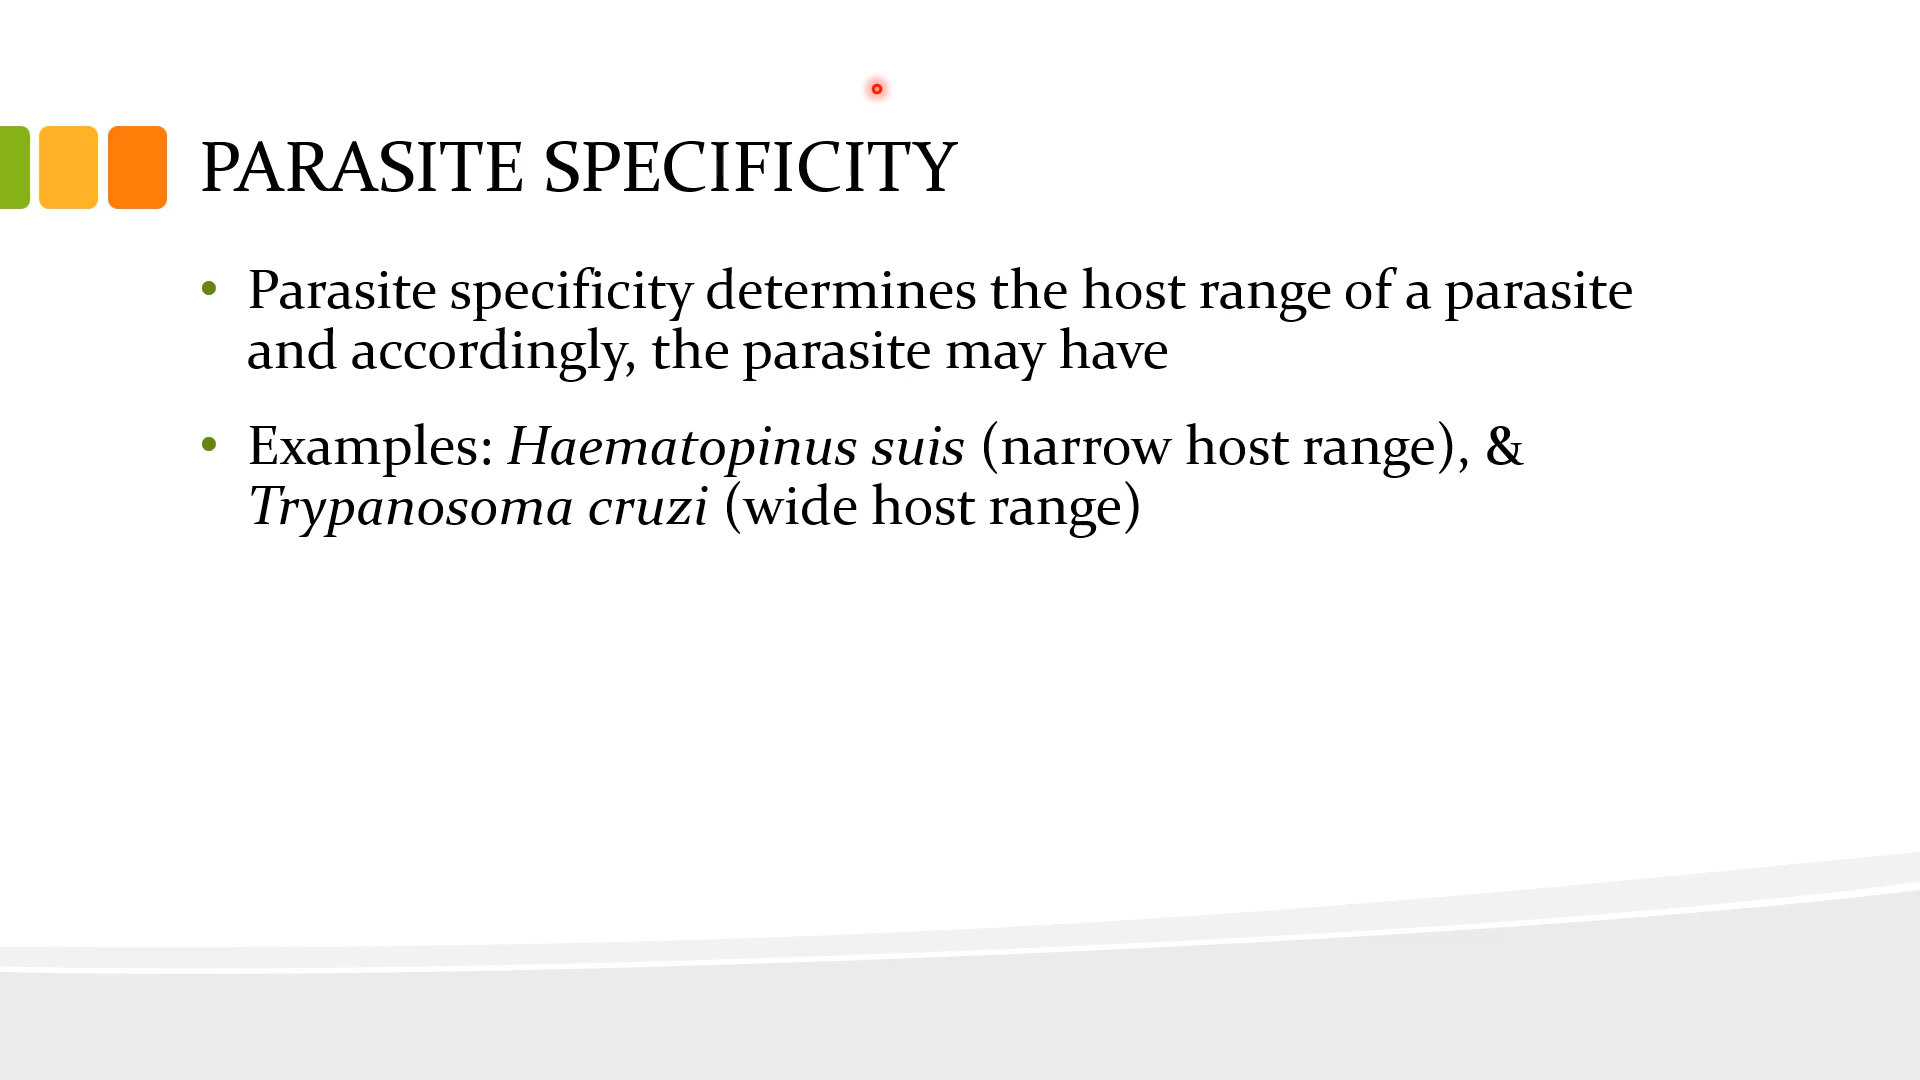 PARASITE SPECIFICITY
• Parasite specificity determines the host range of a parasite
and accordingly, the parasite may have
• Examples: Haematopinus suis (narrow host range), &
Trypanosoma cruzi (wide host range)